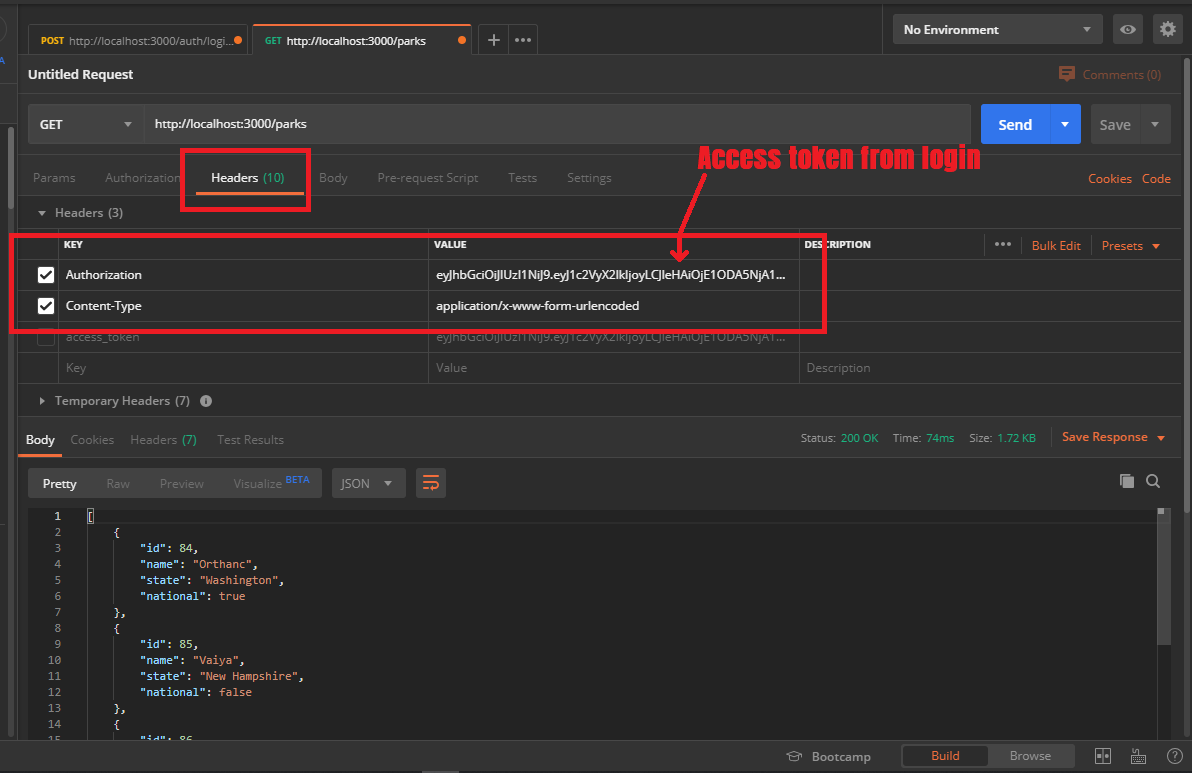 POST http://localhost:3000/auth/logi...
GET http://localhost:3000/parks
No Environment
Untitled Request
Comments (0)
GET http://localhost:3000/parks
Send
Save
Access token from login
Params Authorization Headers (10) Body Pre-request Script Tests Settings
Cookies Code
Headers (3)
KEY VALUE DESCRIPTION
Bulk Edit Presets
Authorization eyJhbGciOiJIUzI1NiJ9.eyJ1c2VyX2lkIjoyLCJleHAiOjE1ODA5NjA1...
Content-Type application/x-www-form-urlencoded
access_token eyJhbGciOiJIUzI1NiJ9.eyJ1c2VyX2lkIjoyLCJleHAiOjE1ODA5NjA1...
Key Value Description
Temporary Headers (7)
Body Cookies Headers (7) Test Results
Status: 200 OK Time: 74ms Size: 1.72 KB Save Response
Pretty Raw Preview Visualize BETA JSON
1 [
2 {
3 "id": 84,
4 "name": "Orthanc",
5 "state": "Washington",
6 "national": true
7 },
8 {
9 "id": 85,
10 "name": "Vaiya",
11 "state": "New Hampshire",
12 "national": false
13 },
14 {
15 "id": 86,
Bootcamp Build Browse